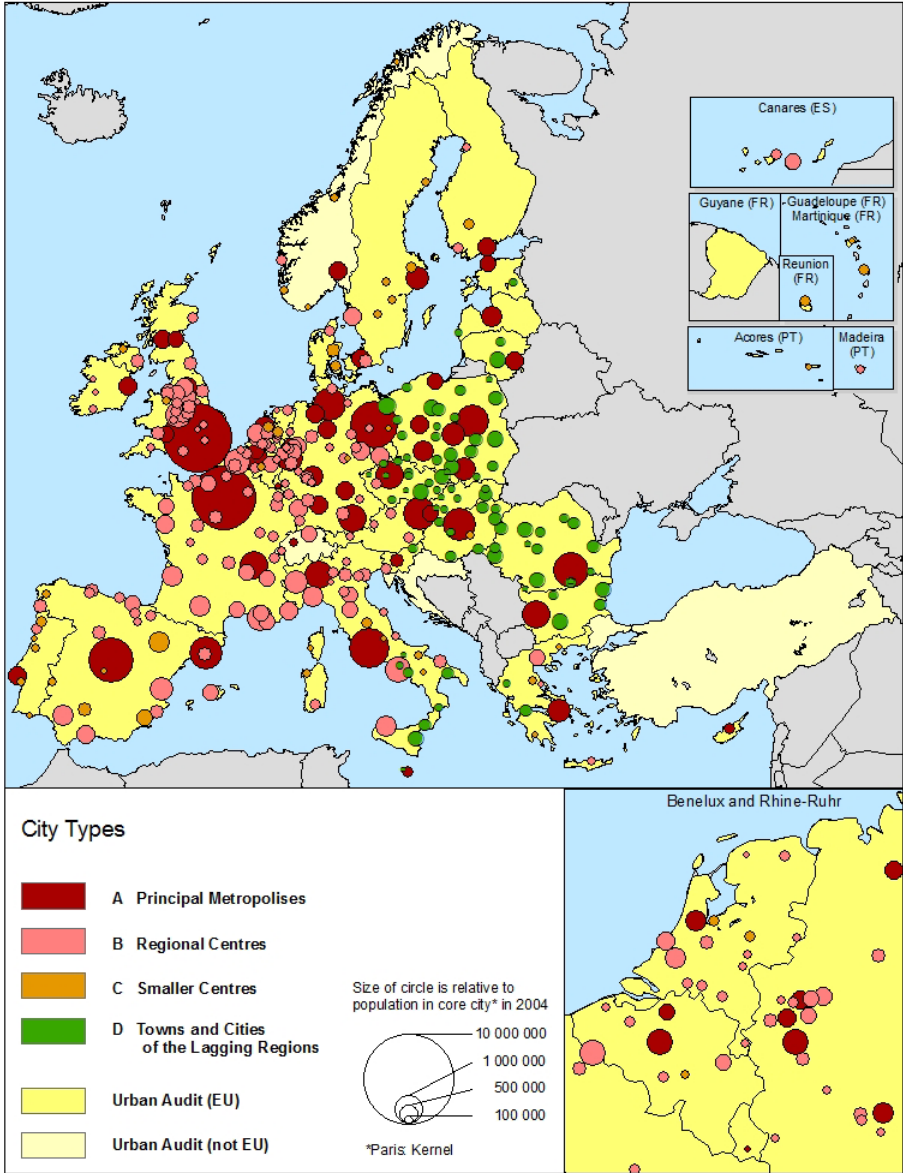 Canares (ES)
Guyane (FR)
Guadeloupe (FR)
Martinique (FR)
Reunion
(FR)
Acores (PT)
Madeira
(PT)
City Types
A Principal Metropolises
B Regional Centres
C Smaller Centres
D Towns and Cities
of the Lagging Regions
Urban Audit (EU)
Urban Audit (not EU)
Size of circle is relative to
population in core city* in 2004
10 000 000
1 000 000
500 000
100 000
*Paris: Kernel
Benelux and Rhine-Ruhr